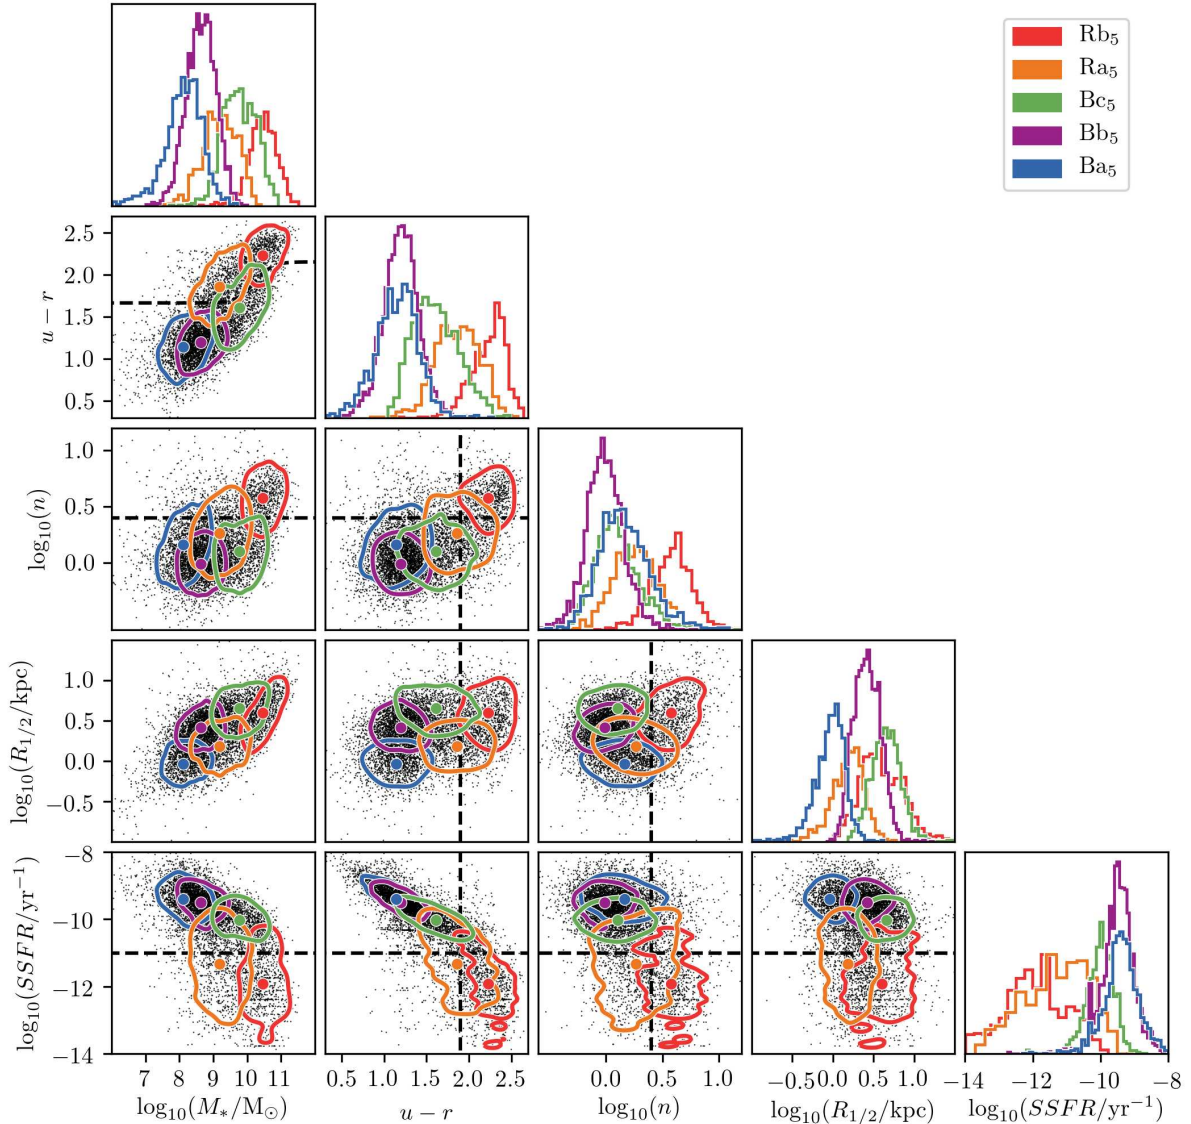 Rb₅
Ra₅
Bc₅
Bb₅
Ba₅
2.5
2.0
1.5
1.0
0.5
u − r
1.0
0.5
0.0
log₁₀(n)
1.0
0.5
0.0
−0.5
log₁₀(R₁/₂/kpc)
−8
−10
−12
−14
log₁₀(SSFR/yr⁻¹)
7 8 9 10 11
0.5 1.0 1.5 2.0 2.5
0.0 0.5 1.0
−0.5 0.0 0.5 1.0
−14 −12 −10 −8
log₁₀(M*/M⊙)
u − r
log₁₀(n)
log₁₀(R₁/₂/kpc)
log₁₀(SSFR/yr⁻¹)